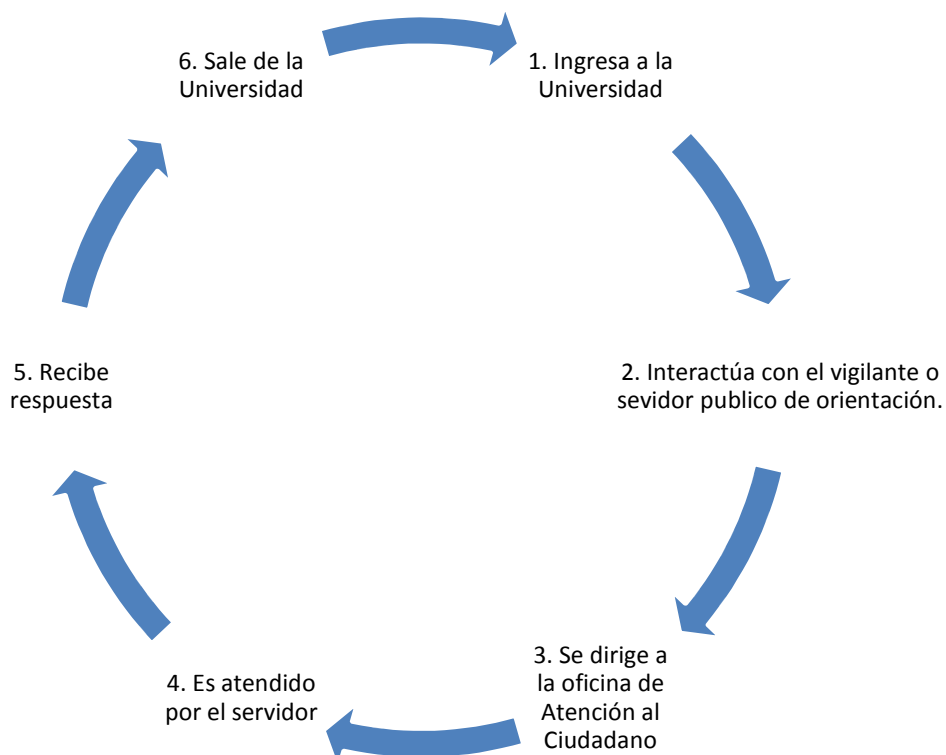 1. Ingresa a la
Universidad
2. Interactúa con el vigilante o
sevidor publico de orientación.
3. Se dirige a
la oficina de
Atención al
Ciudadano
4. Es atendido
por el servidor
5. Recibe
respuesta
6. Sale de la
Universidad